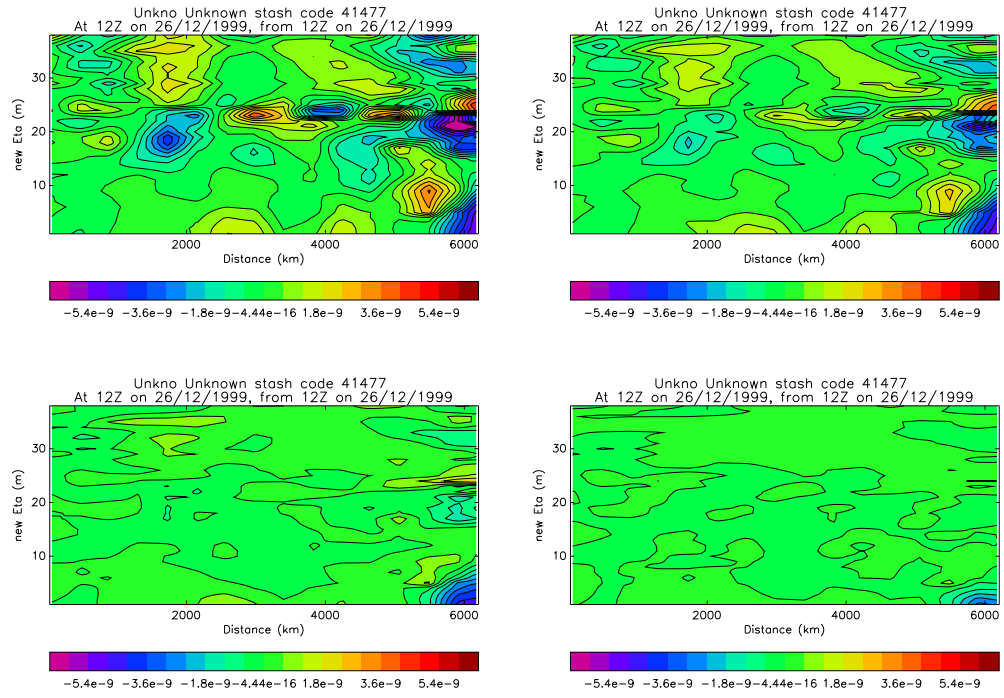 Unkno Unknown stash code 41477
At 12Z on 26/12/1999, from 12Z on 26/12/1999
30
20
10
new Eta (m)
2000 4000 6000
Distance (km)
−5.4e−9 −3.6e−9 −1.8e−9 −4.44e−16 1.8e−9 3.6e−9 5.4e−9
Unkno Unknown stash code 41477
At 12Z on 26/12/1999, from 12Z on 26/12/1999
30
20
10
new Eta (m)
2000 4000 6000
Distance (km)
−5.4e−9 −3.6e−9 −1.8e−9 −4.44e−16 1.8e−9 3.6e−9 5.4e−9
Unkno Unknown stash code 41477
At 12Z on 26/12/1999, from 12Z on 26/12/1999
30
20
10
new Eta (m)
2000 4000 6000
Distance (km)
−5.4e−9 −3.6e−9 −1.8e−9 −4.44e−16 1.8e−9 3.6e−9 5.4e−9
Unkno Unknown stash code 41477
At 12Z on 26/12/1999, from 12Z on 26/12/1999
30
20
10
new Eta (m)
2000 4000 6000
Distance (km)
−5.4e−9 −3.6e−9 −1.8e−9 −4.44e−16 1.8e−9 3.6e−9 5.4e−9